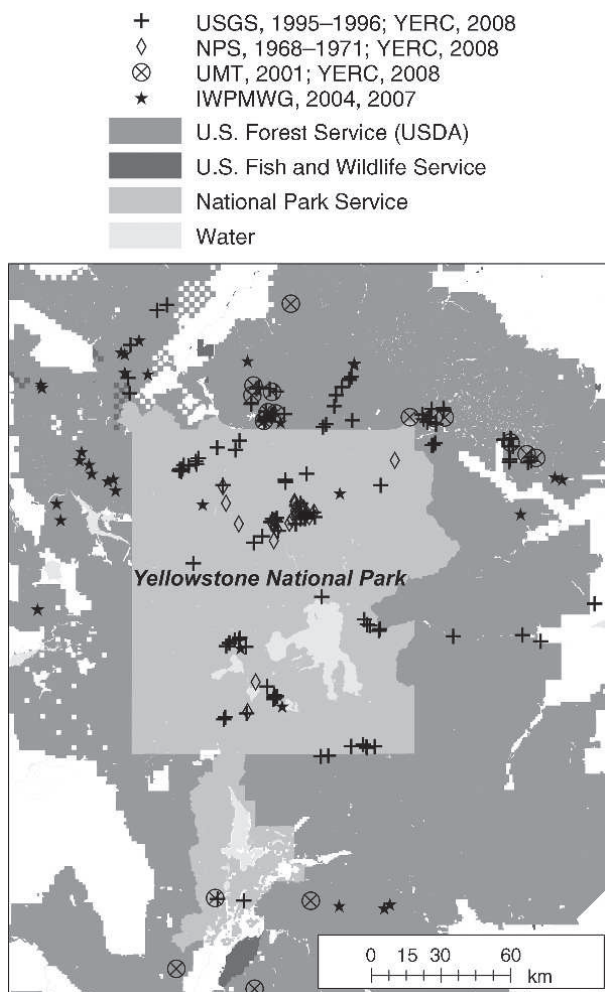 USGS, 1995–1996; YERC, 2008
NPS, 1968–1971; YERC, 2008
UMT, 2001; YERC, 2008
IWPMWG, 2004, 2007
U.S. Forest Service (USDA)
U.S. Fish and Wildlife Service
National Park Service
Water
Yellowstone National Park
0 15 30 60
km